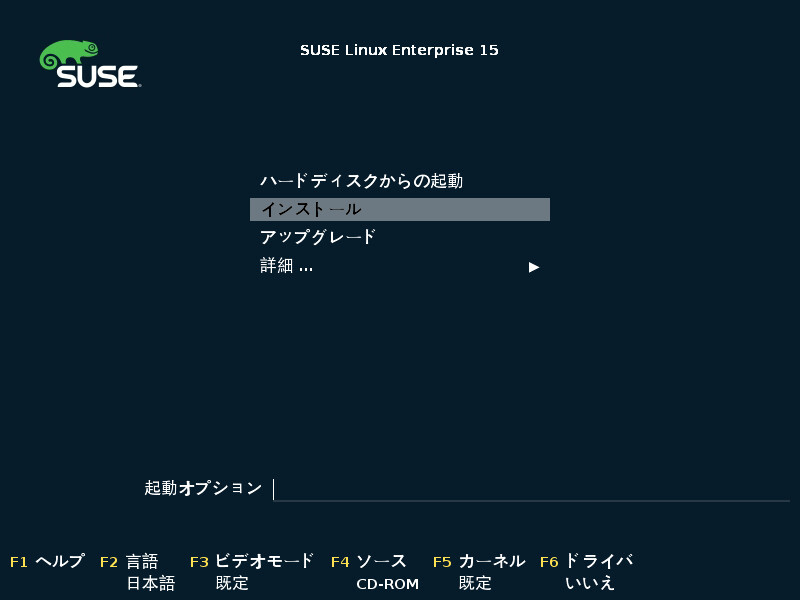 SUSE
SUSE Linux Enterprise 15
ハードディスクからの起動
インストール
アップグレード
詳細 ...
起動オプション
F1 ヘルプ F2 言語 F3 ビデオモード F4 ソース F5 カーネル F6 ドライバ
日本語 既定 CD-ROM 既定 いいえ